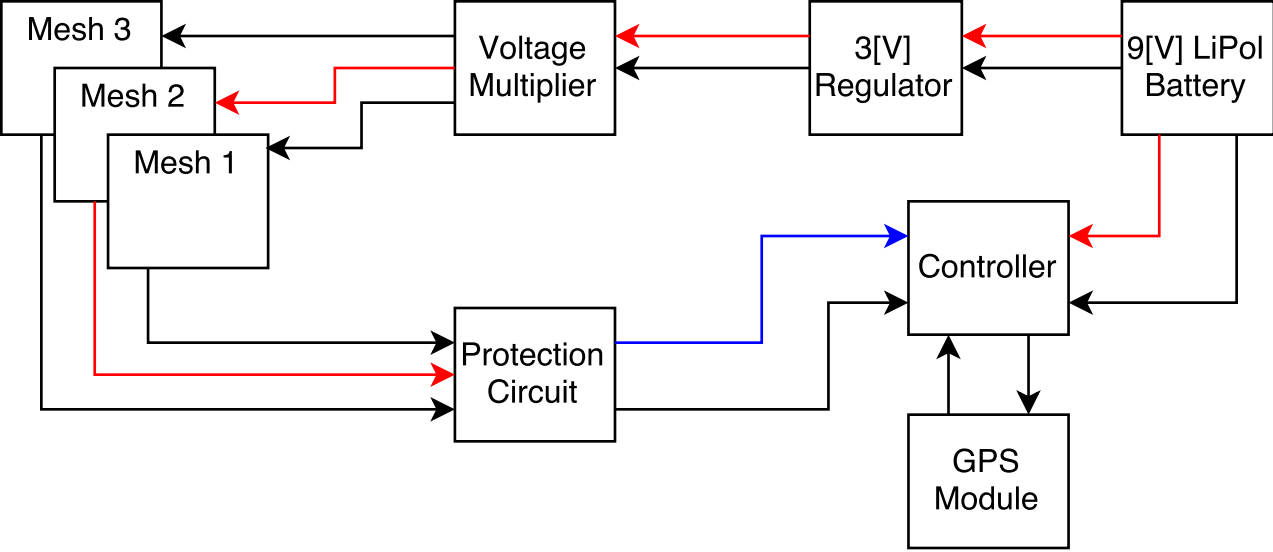 Mesh 3
Mesh 2
Mesh 1
Voltage
Multiplier
3[V]
Regulator
9[V] LiPol
Battery
Controller
Protection
Circuit
GPS
Module